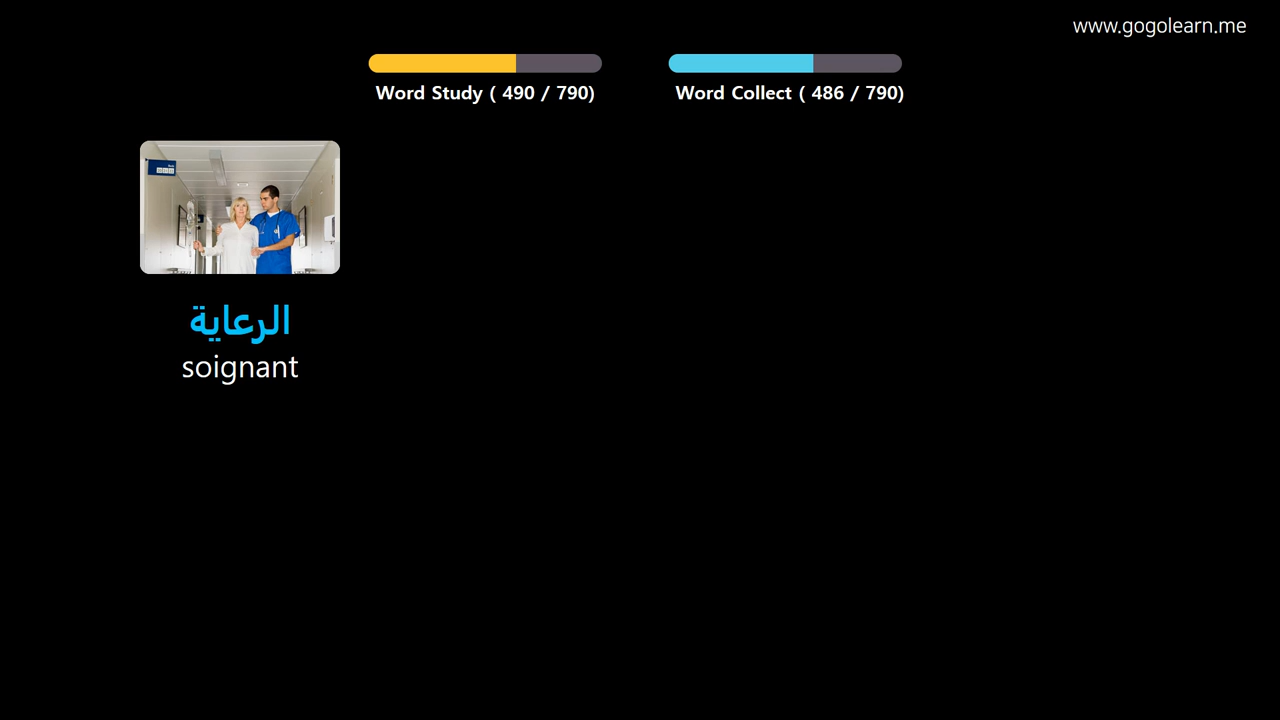 www.gogolearn.me
Word Study ( 490 / 790)
Word Collect ( 486 / 790)
الرعاية
soignant